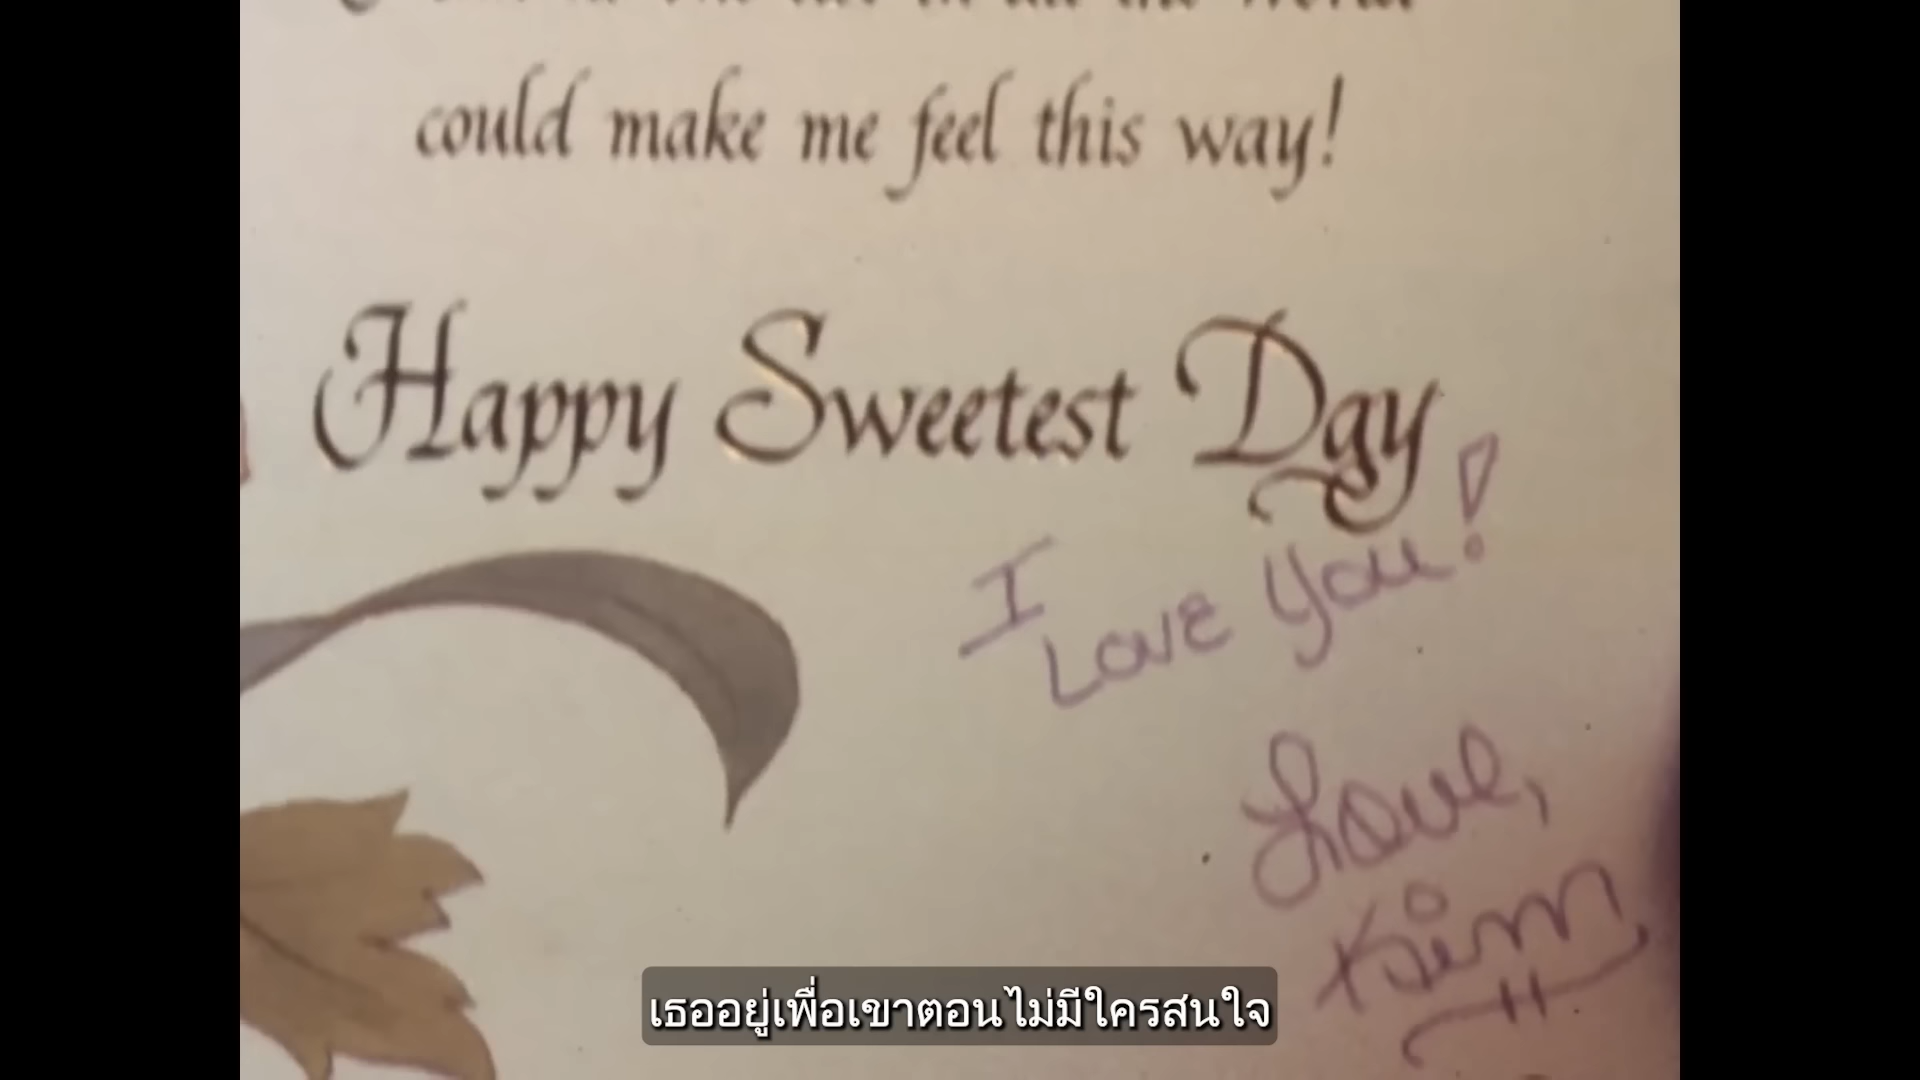 could make me feel this way!
Happy Sweetest Day
I
Love You!
Love,
Kim
เธออยู่เพื่อเขาตอนไม่มีใครสนใจ